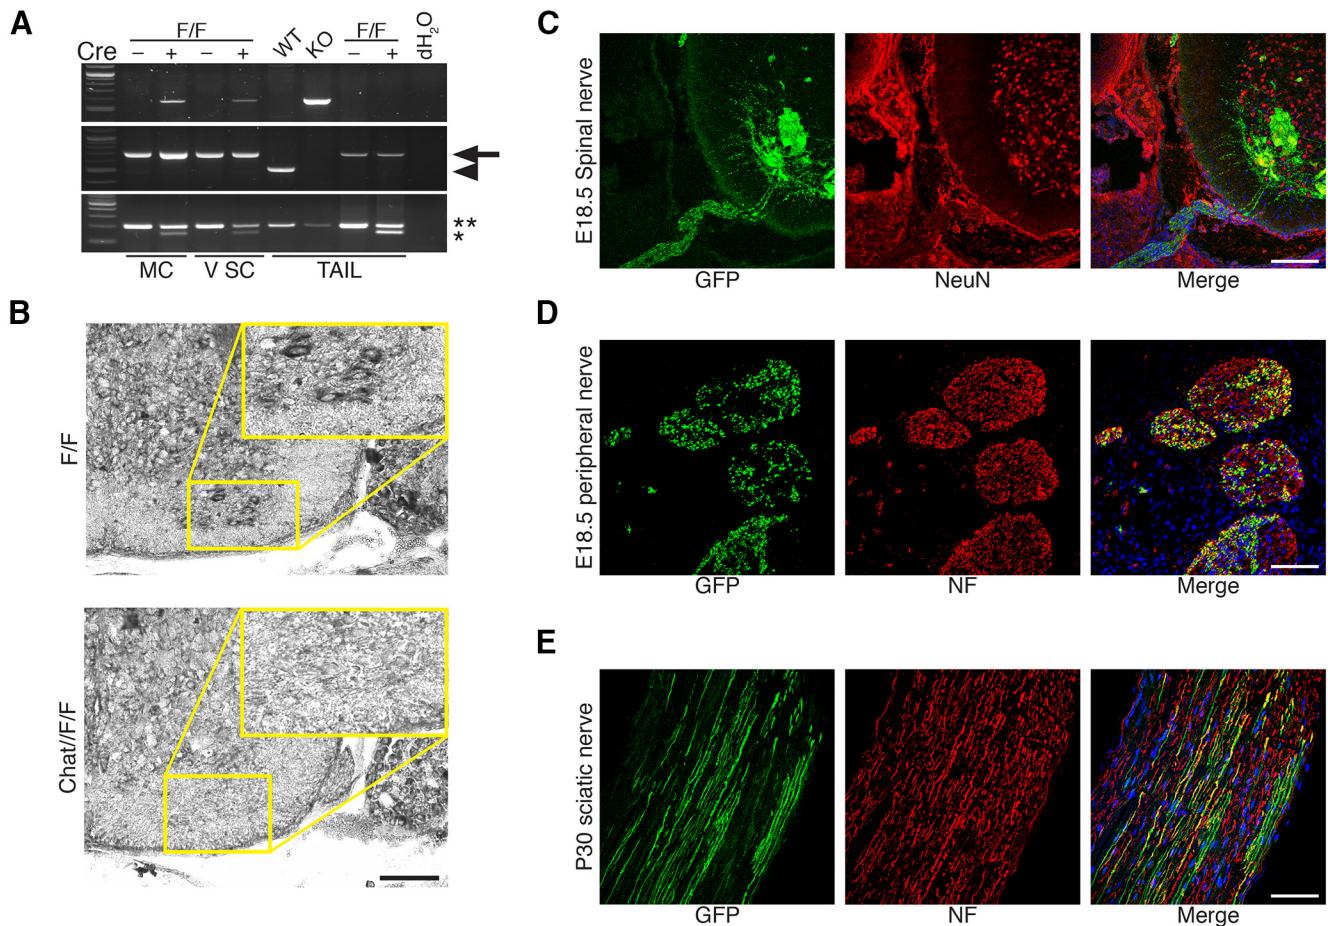 A
F/F
F/F
Cre
– + – + WT KO – + dH2O
**
*
MC V SC TAIL
B
F/F
Chat//F/F
C
E18.5 Spinal nerve
GFP NeuN Merge
D
E18.5 peripheral nerve
GFP NF Merge
E
P30 sciatic nerve
GFP NF Merge